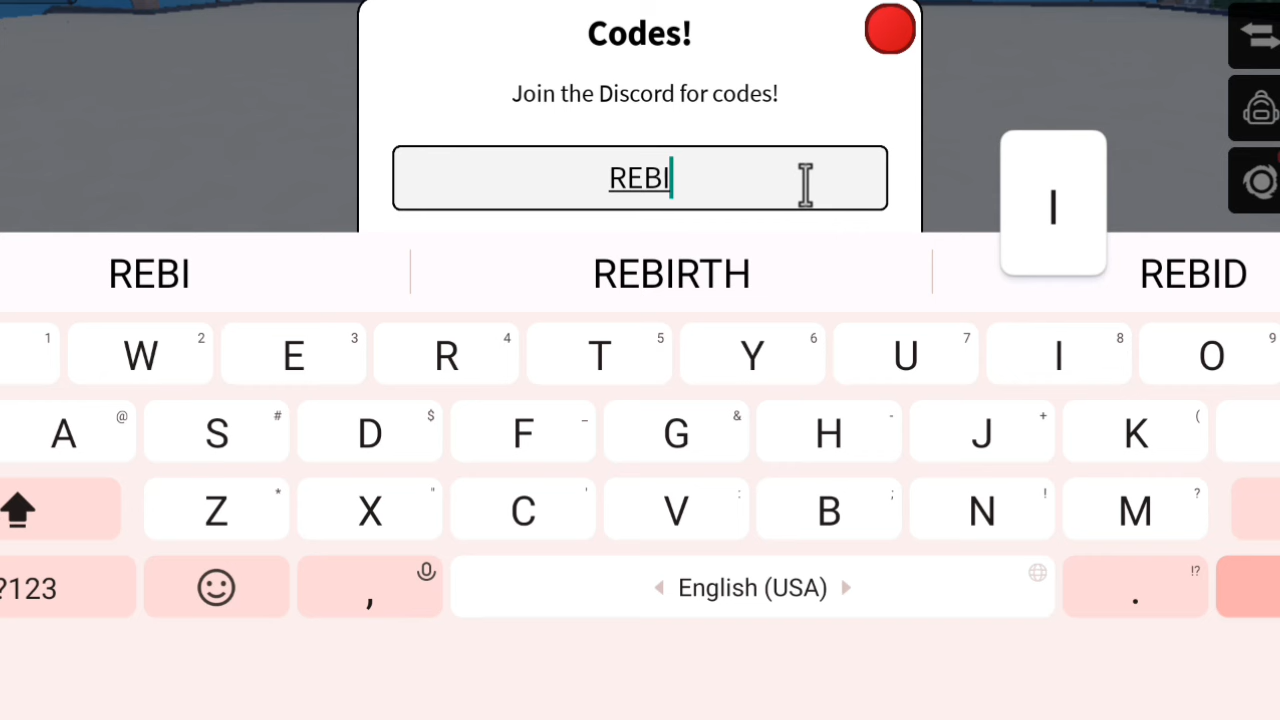 Codes!
Join the Discord for codes!
REBI
I
REBI REBIRTH REBID
1 W 2 E 3 R 4 T 5 Y 6 U 7 I 8 O 9
A @ S # D $ F _ G & H - J + K (
Z * X " C ' V : B ; N ! M ?
?123 , English (USA) . !?